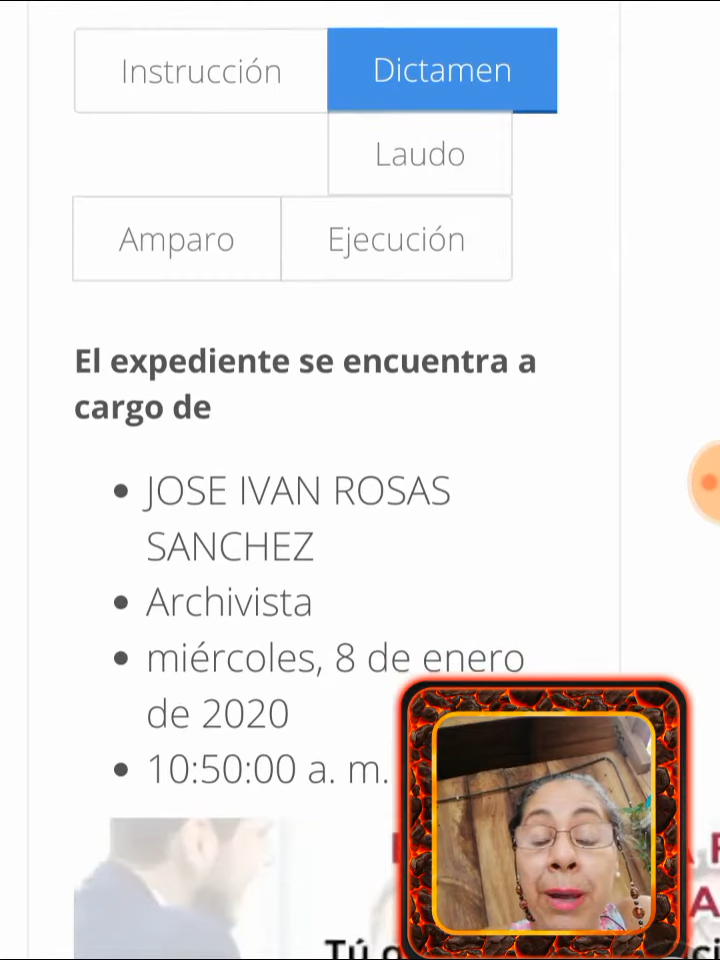 Instrucción
Dictamen
Laudo
Amparo
Ejecución
El expediente se encuentra a
cargo de
JOSE IVAN ROSAS
SANCHEZ
Archivista
miércoles, 8 de enero
de 2020
10:50:00 a. m.
Tú